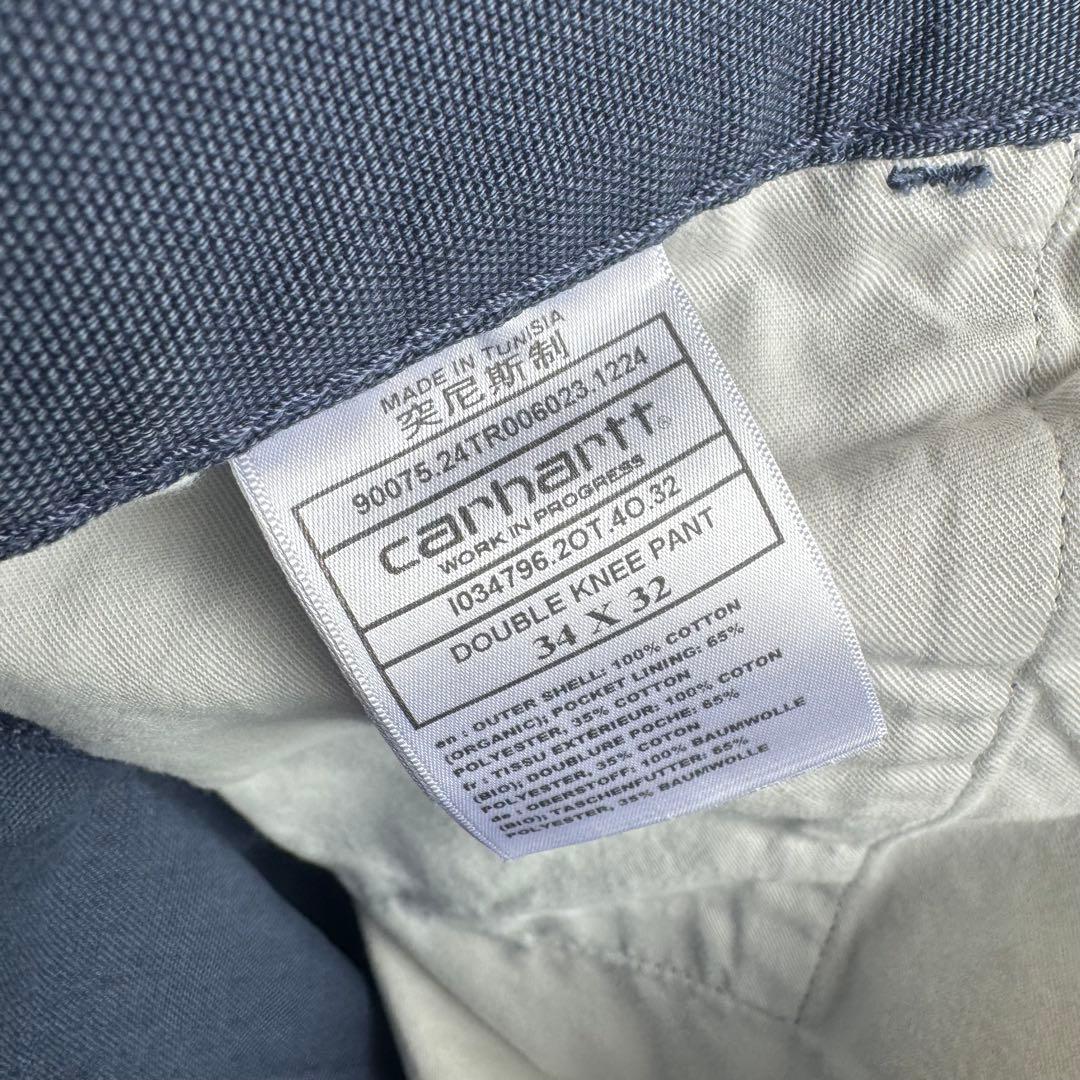 MADE IN TUNISIA
突尼斯制
90075.24TR006023.1224
carhartt®
WORK IN PROGRESS
I034796.2OT.4O.32
DOUBLE KNEE PANT
34 X 32
en : OUTER SHELL: 100% COTTON
(ORGANIC); POCKET LINING: 65%
POLYESTER, 35% COTTON
fr : TISSU EXTÉRIEUR: 100% COTON
(BIO); DOUBLURE POCHE: 65%
POLYESTER, 35% COTON
de : OBERSTOFF: 100% BAUMWOLLE
(BIO); TASCHENFUTTER: 65%
POLYESTER, 35% BAUMWOLLE